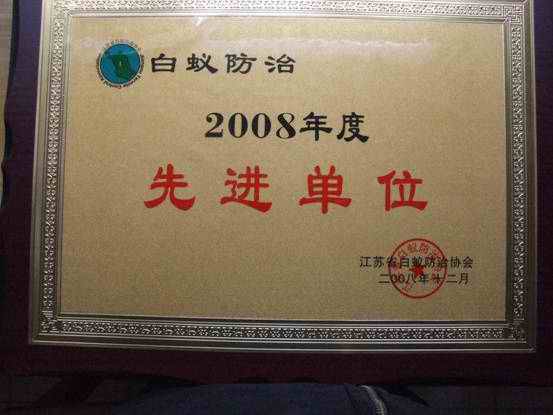 白蚁防治
2008年度
先进单位
江苏省白蚁防治协会
二00八年十二月